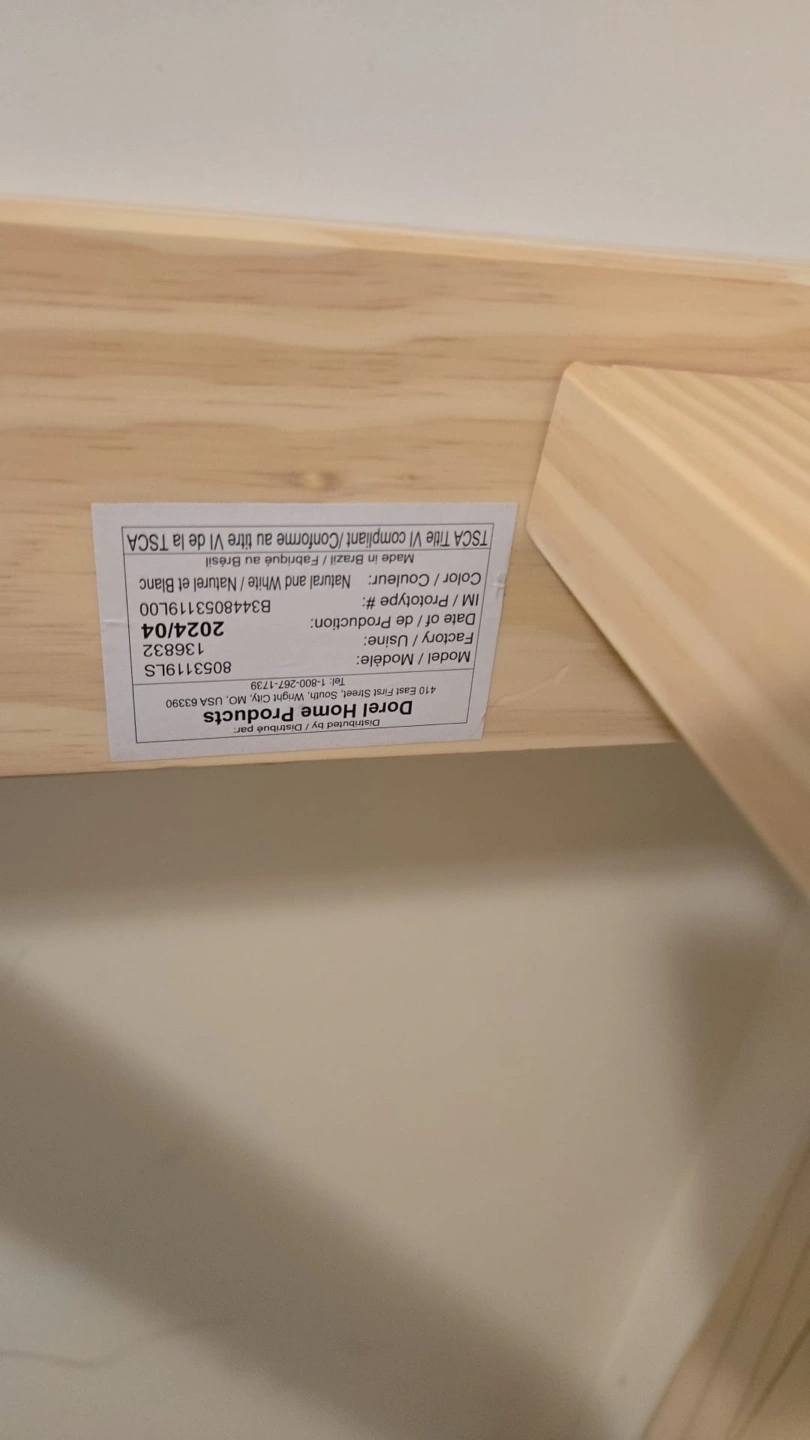 Distributed by / Distribué par:
Dorel Home Products
410 East First Street, South, Wright City, MO, USA 63390
Tel: 1-800-267-1739
Model / Modéle: 8053119LS
Factory / Usine: 136832
Date of / de Production: 2024/04
IM / Prototype #: B3448053119L00
Color / Couleur: Natural and White / Naturel et Blanc
Made in Brazil / Fabriqué au Brésil
TSCA Title VI compliant /Conforme au titre VI de la TSCA